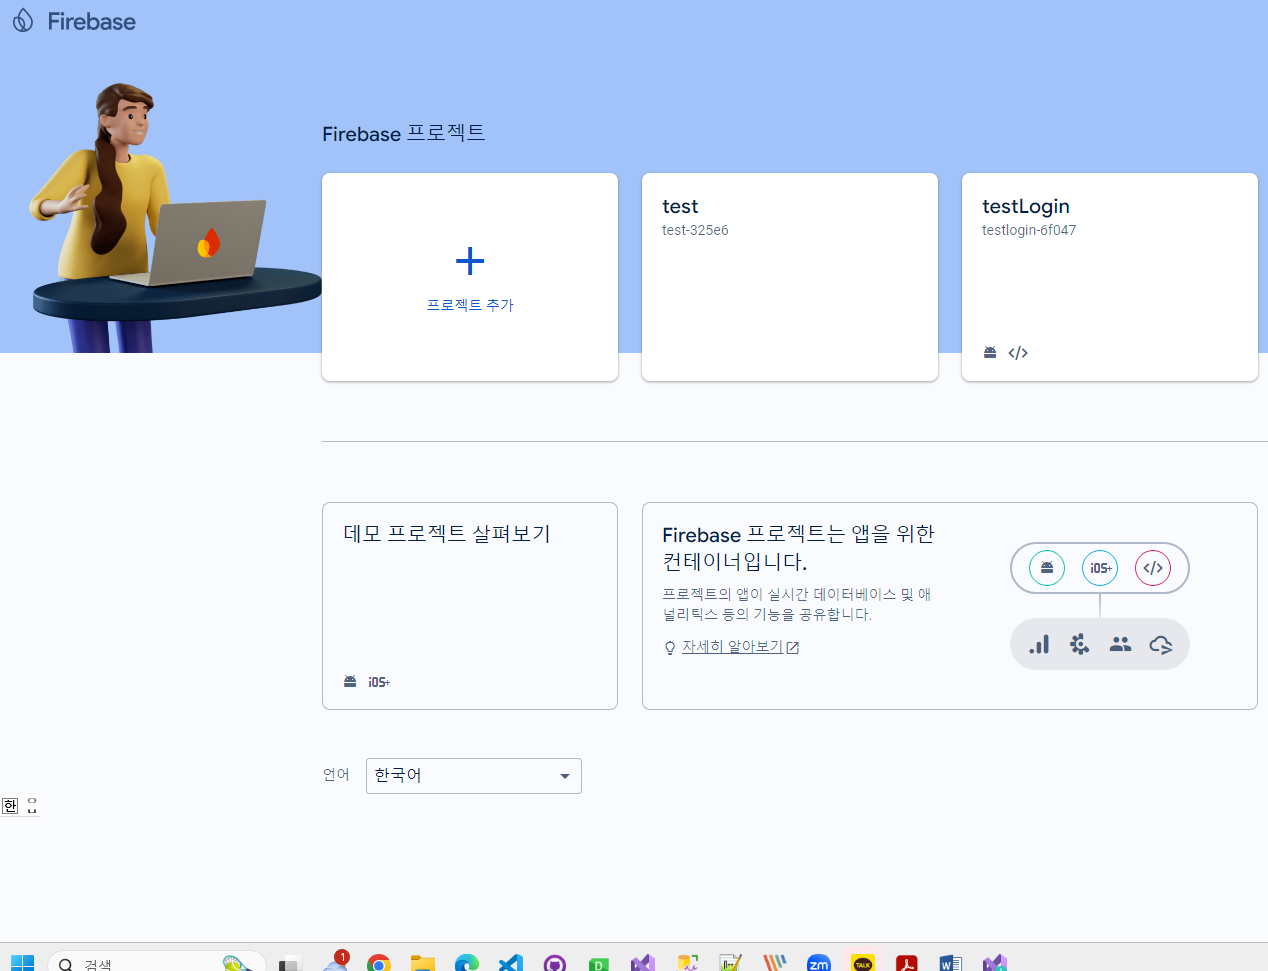 Firebase
Firebase 프로젝트
프로젝트 추가
test
test-325e6
testLogin
testlogin-6f047
데모 프로젝트 살펴보기
iOS+
Firebase 프로젝트는 앱을 위한
컨테이너입니다.
프로젝트의 앱이 실시간 데이터베이스 및 애
널리틱스 등의 기능을 공유합니다.
자세히 알아보기
iOS+
언어
한국어
한
검색
1
D
zm
TALK
W